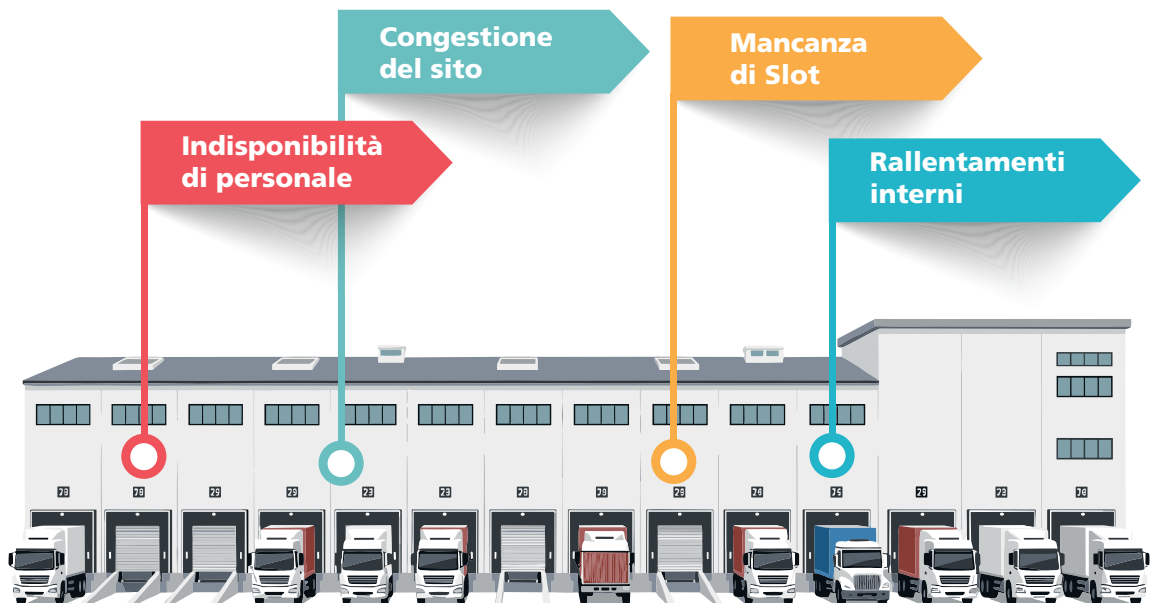 Congestione
del sito
Mancanza
di Slot
Indisponibilità
di personale
Rallentamenti
interni